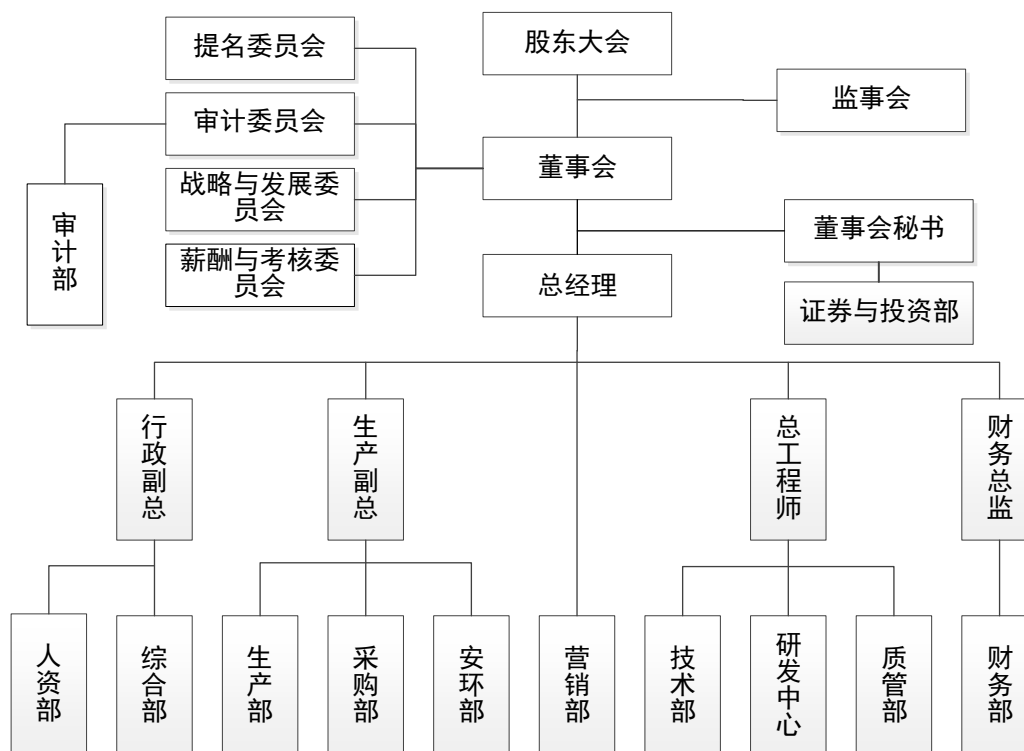 提名委员会
股东大会
监事会
审计委员会
董事会
战略与发展委
员会
审计部
董事会秘书
薪酬与考核委
员会
总经理
证券与投资部
行政副总
生产副总
总工程师
财务总监
人资部
综合部
生产部
采购部
安环部
营销部
技术部
研发中心
质管部
财务部